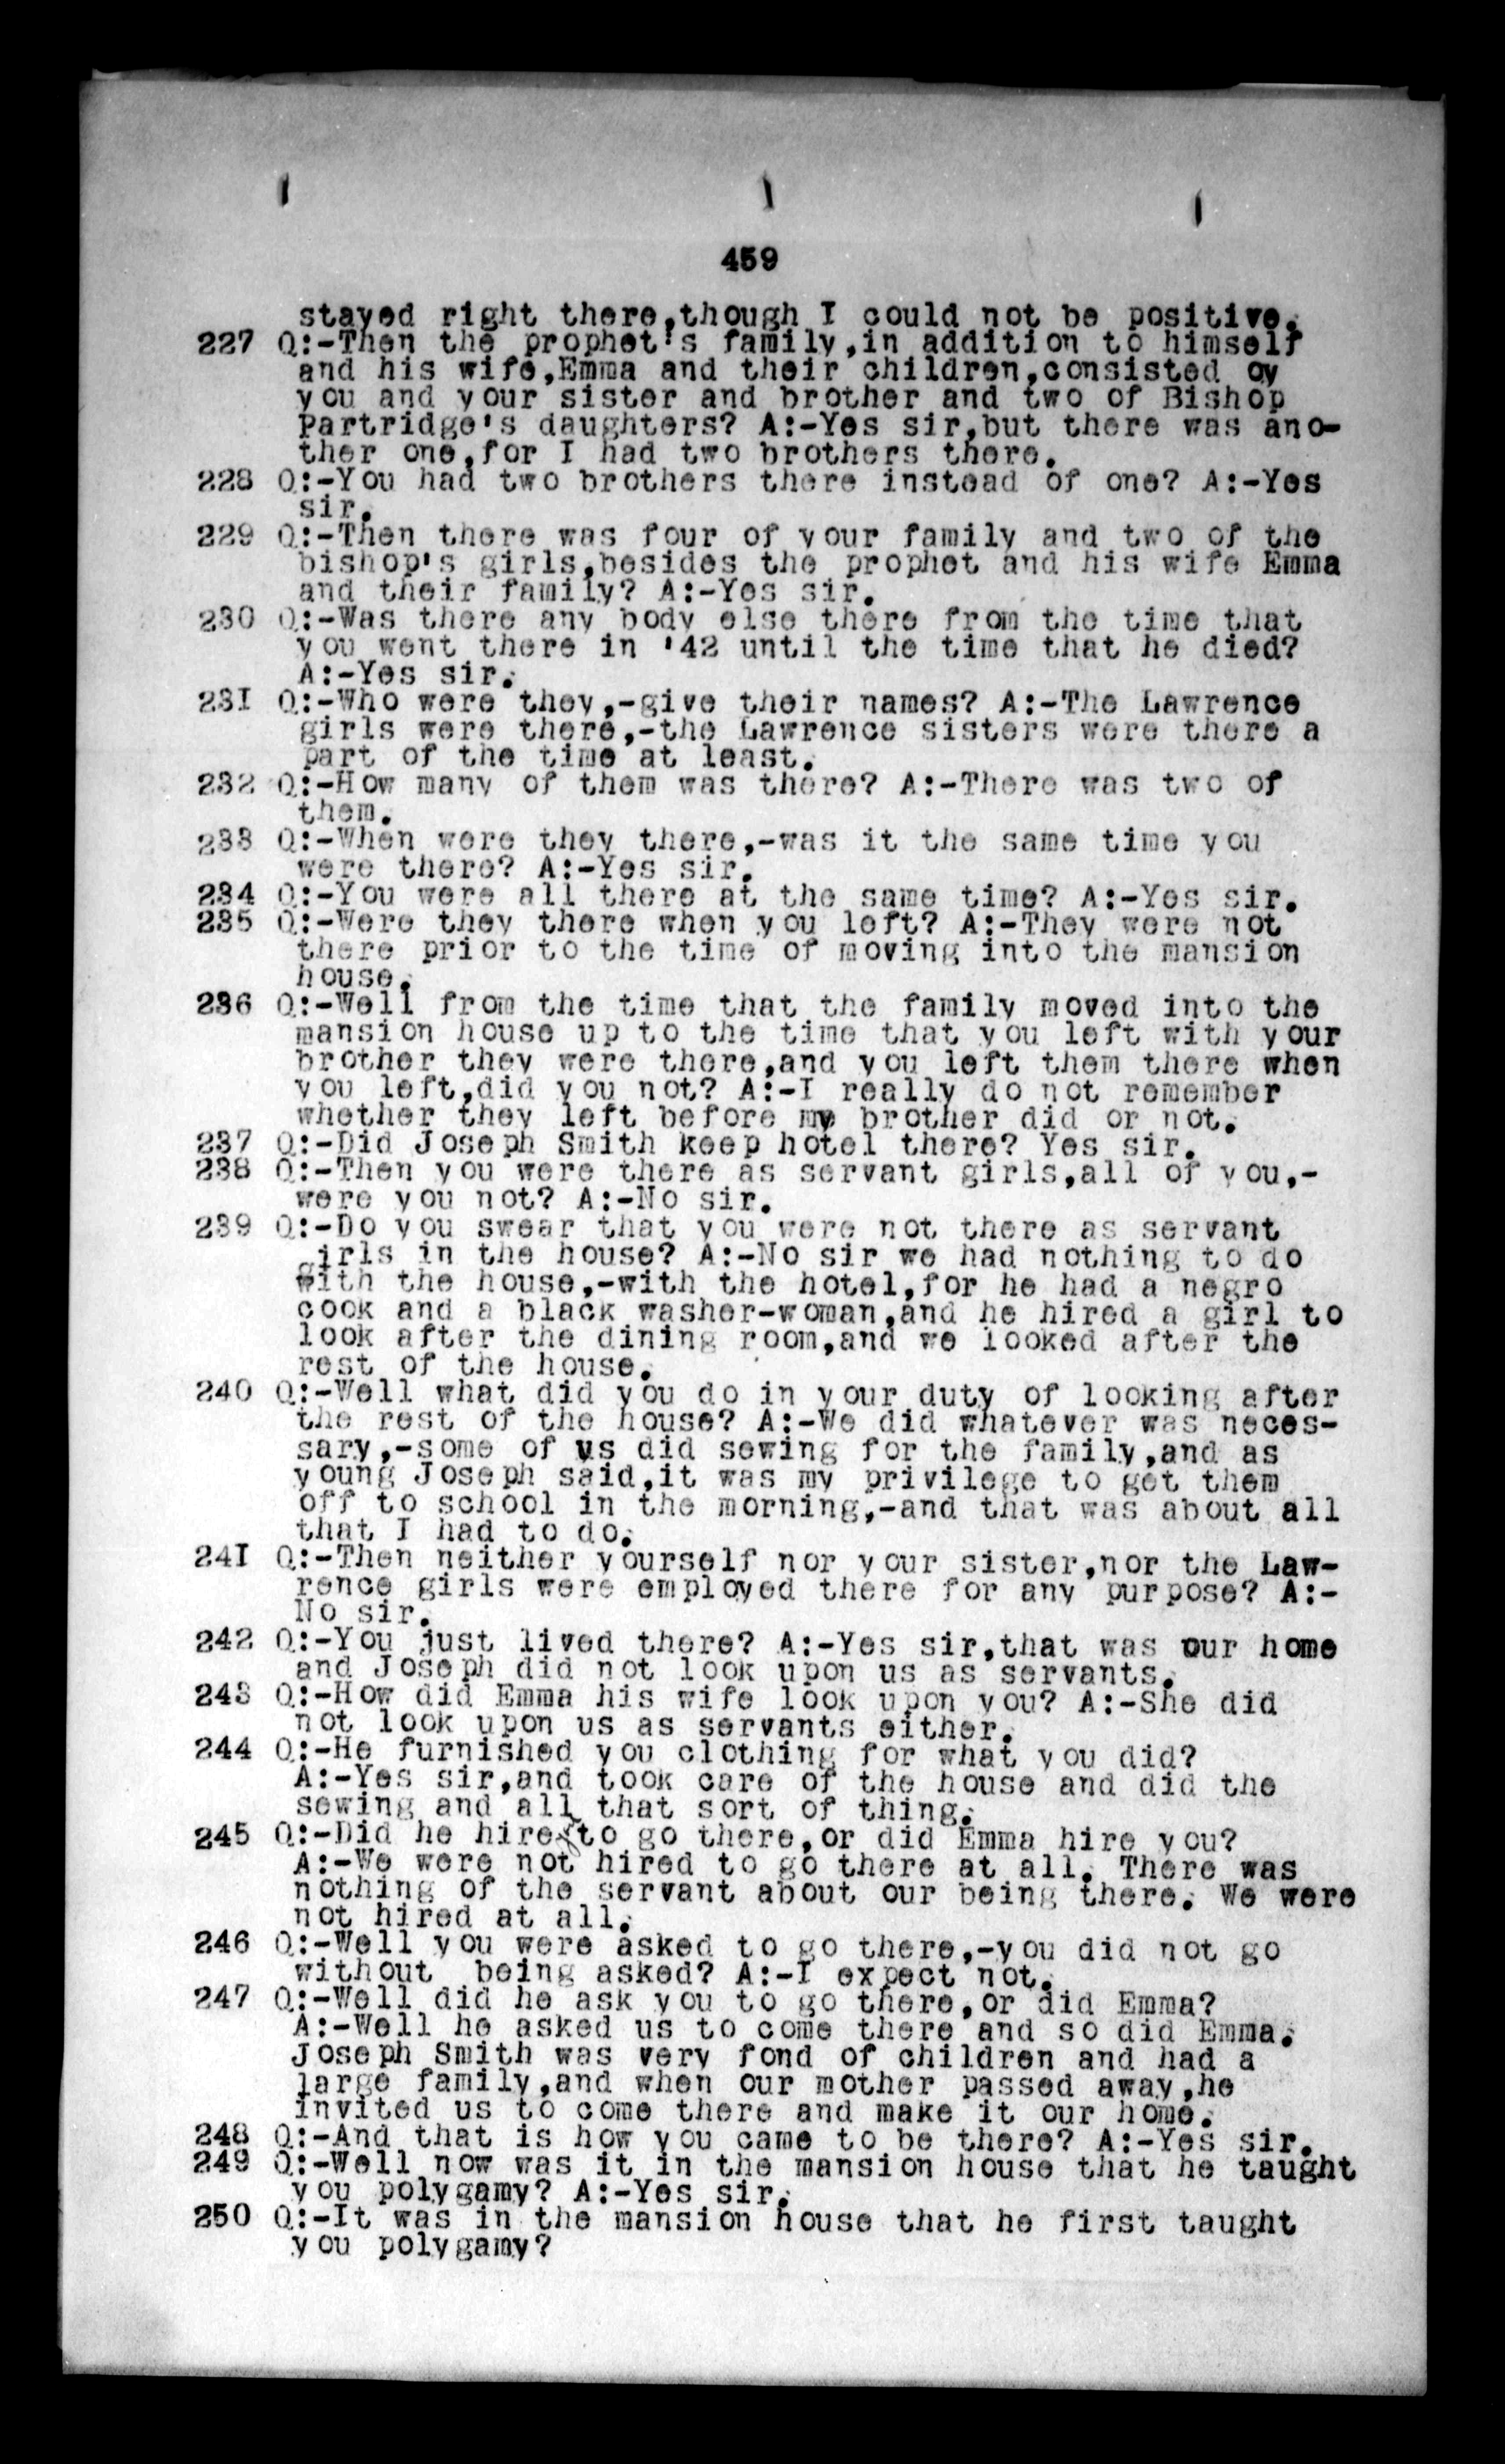 459
stayed right there,though I could not be positive.
227 Q:-Then the prophet's family,in addition to himself
and his wife,Emma and their children,consisted oy
you and your sister and brother and two of Bishop
Partridge's daughters? A:-Yes sir,but there was ano-
ther one,for I had two brothers there.
228 Q:-You had two brothers there instead of one? A:-Yes
sir.
229 Q:-Then there was four of your family and two of the
bishop's girls,besides the prophet and his wife Emma
and their family? A:-Yes sir.
230 Q:-Was there any body else there from the time that
you went there in '42 until the time that he died?
A:-Yes sir.
231 Q:-Who were they,-give their names? A:-The Lawrence
girls were there,-the Lawrence sisters were there a
part of the time at least.
232 Q:-How many of them was there? A:-There was two of
them.
233 Q:-When were they there,-was it the same time you
were there? A:-Yes sir.
234 Q:-You were all there at the same time? A:-Yes sir.
235 Q:-Were they there when you left? A:-They were not
there prior to the time of moving into the mansion
house.
236 Q:-Well from the time that the family moved into the
mansion house up to the time that you left with your
brother they were there,and you left them there when
you left,did you not? A:-I really do not remember
whether they left before my brother did or not.
237 Q:-Did Joseph Smith keep hotel there? Yes sir.
238 Q:-Then you were there as servant girls,all of you,-
were you not? A:-No sir.
239 Q:-Do you swear that you were not there as servant
girls in the house? A:-No sir we had nothing to do
with the house,-with the hotel,for he had a negro
cook and a black washer-woman,and he hired a girl to
look after the dining room,and we looked after the
rest of the house.
240 Q:-Well what did you do in your duty of looking after
the rest of the house? A:-We did whatever was neces-
sary,-some of us did sewing for the family,and as
young Joseph said,it was my privilege to get them
off to school in the morning,-and that was about all
that I had to do.
241 Q:-Then neither yourself nor your sister,nor the Law-
rence girls were employed there for any purpose? A:-
No sir.
242 Q:-You just lived there? A:-Yes sir,that was our home
and Joseph did not look upon us as servants.
243 Q:-How did Emma his wife look upon you? A:-She did
not look upon us as servants either.
244 Q:-He furnished you clothing for what you did?
A:-Yes sir,and took care of the house and did the
sewing and all that sort of thing.
245 Q:-Did he hire to go there,or did Emma hire you?
A:-We were not hired to go there at all. There was
nothing of the servant about our being there. We were
not hired at all.
246 Q:-Well you were asked to go there,-you did not go
without being asked? A:-I expect not.
247 Q:-Well did he ask you to go there,or did Emma?
A:-Well he asked us to come there and so did Emma.
Joseph Smith was very fond of children and had a
large family,and when our mother passed away,he
invited us to come there and make it our home.
248 Q:-And that is how you came to be there? A:-Yes sir.
249 Q:-Well now was it in the mansion house that he taught
you polygamy? A:-Yes sir.
250 Q:-It was in the mansion house that he first taught
you polygamy?